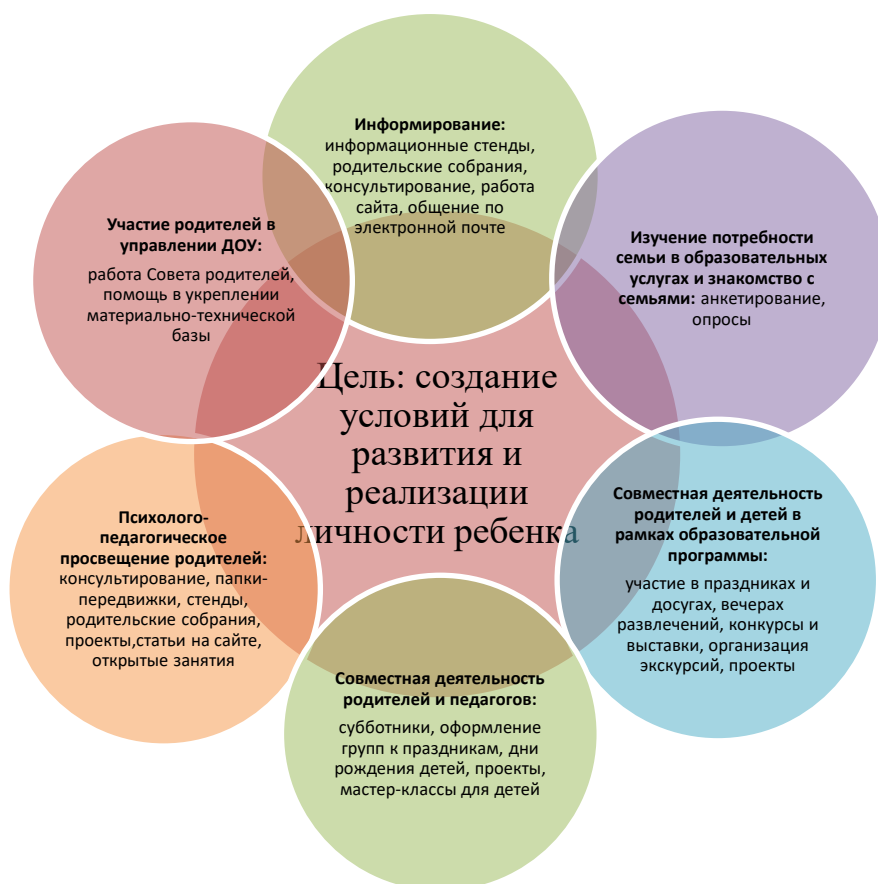 Информирование:
информационные стенды,
родительские собрания,
консультирование, работа
сайта, общение по
электронной почте
Изучение потребности
семьи в образовательных
услугах и знакомство с
семьями: анкетирование,
опросы
Совместная деятельность
родителей и детей в
рамках образовательной
программы:
участие в праздниках и
досугах, вечерах
развлечений, конкурсы и
выставки, организация
экскурсий, проекты
Совместная деятельность
родителей и педагогов:
субботники, оформление
групп к праздникам, дни
рождения детей, проекты,
мастер-классы для детей
Психолого-
педагогическое
просвещение родителей:
консультирование, папки-
передвижки, стенды,
родительские собрания,
проекты,статьи на сайте,
открытые занятия
Участие родителей в
управлении ДОУ:
работа Совета родителей,
помощь в укреплении
материально-технической
базы
Цель: создание
условий для
развития и
реализации
личности ребенка